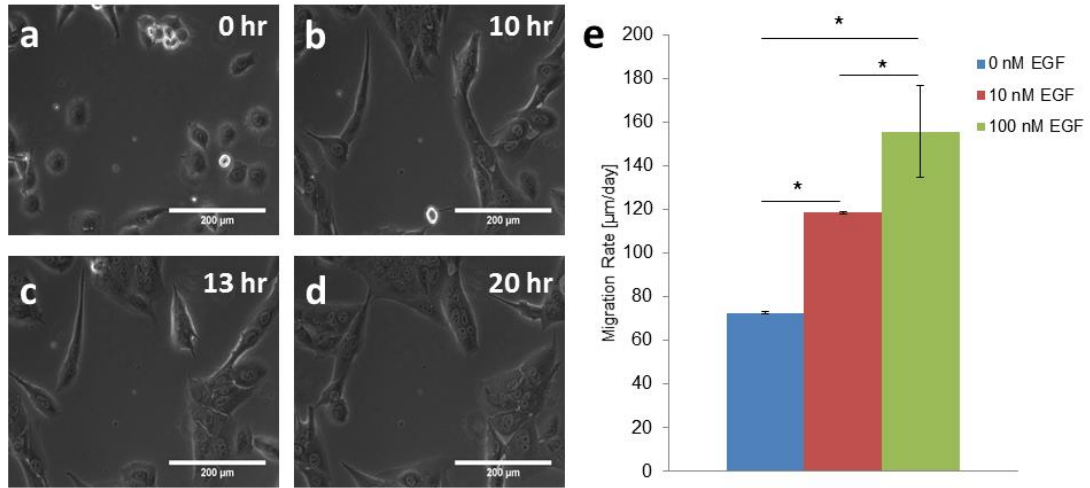 a
0 hr
200 µm
b
10 hr
200 µm
c
13 hr
200 µm
d
20 hr
200 µm
e
Migration Rate [µm/day]
200
180
160
140
120
100
80
60
40
20
0
*
*
*
0 nM EGF
10 nM EGF
100 nM EGF